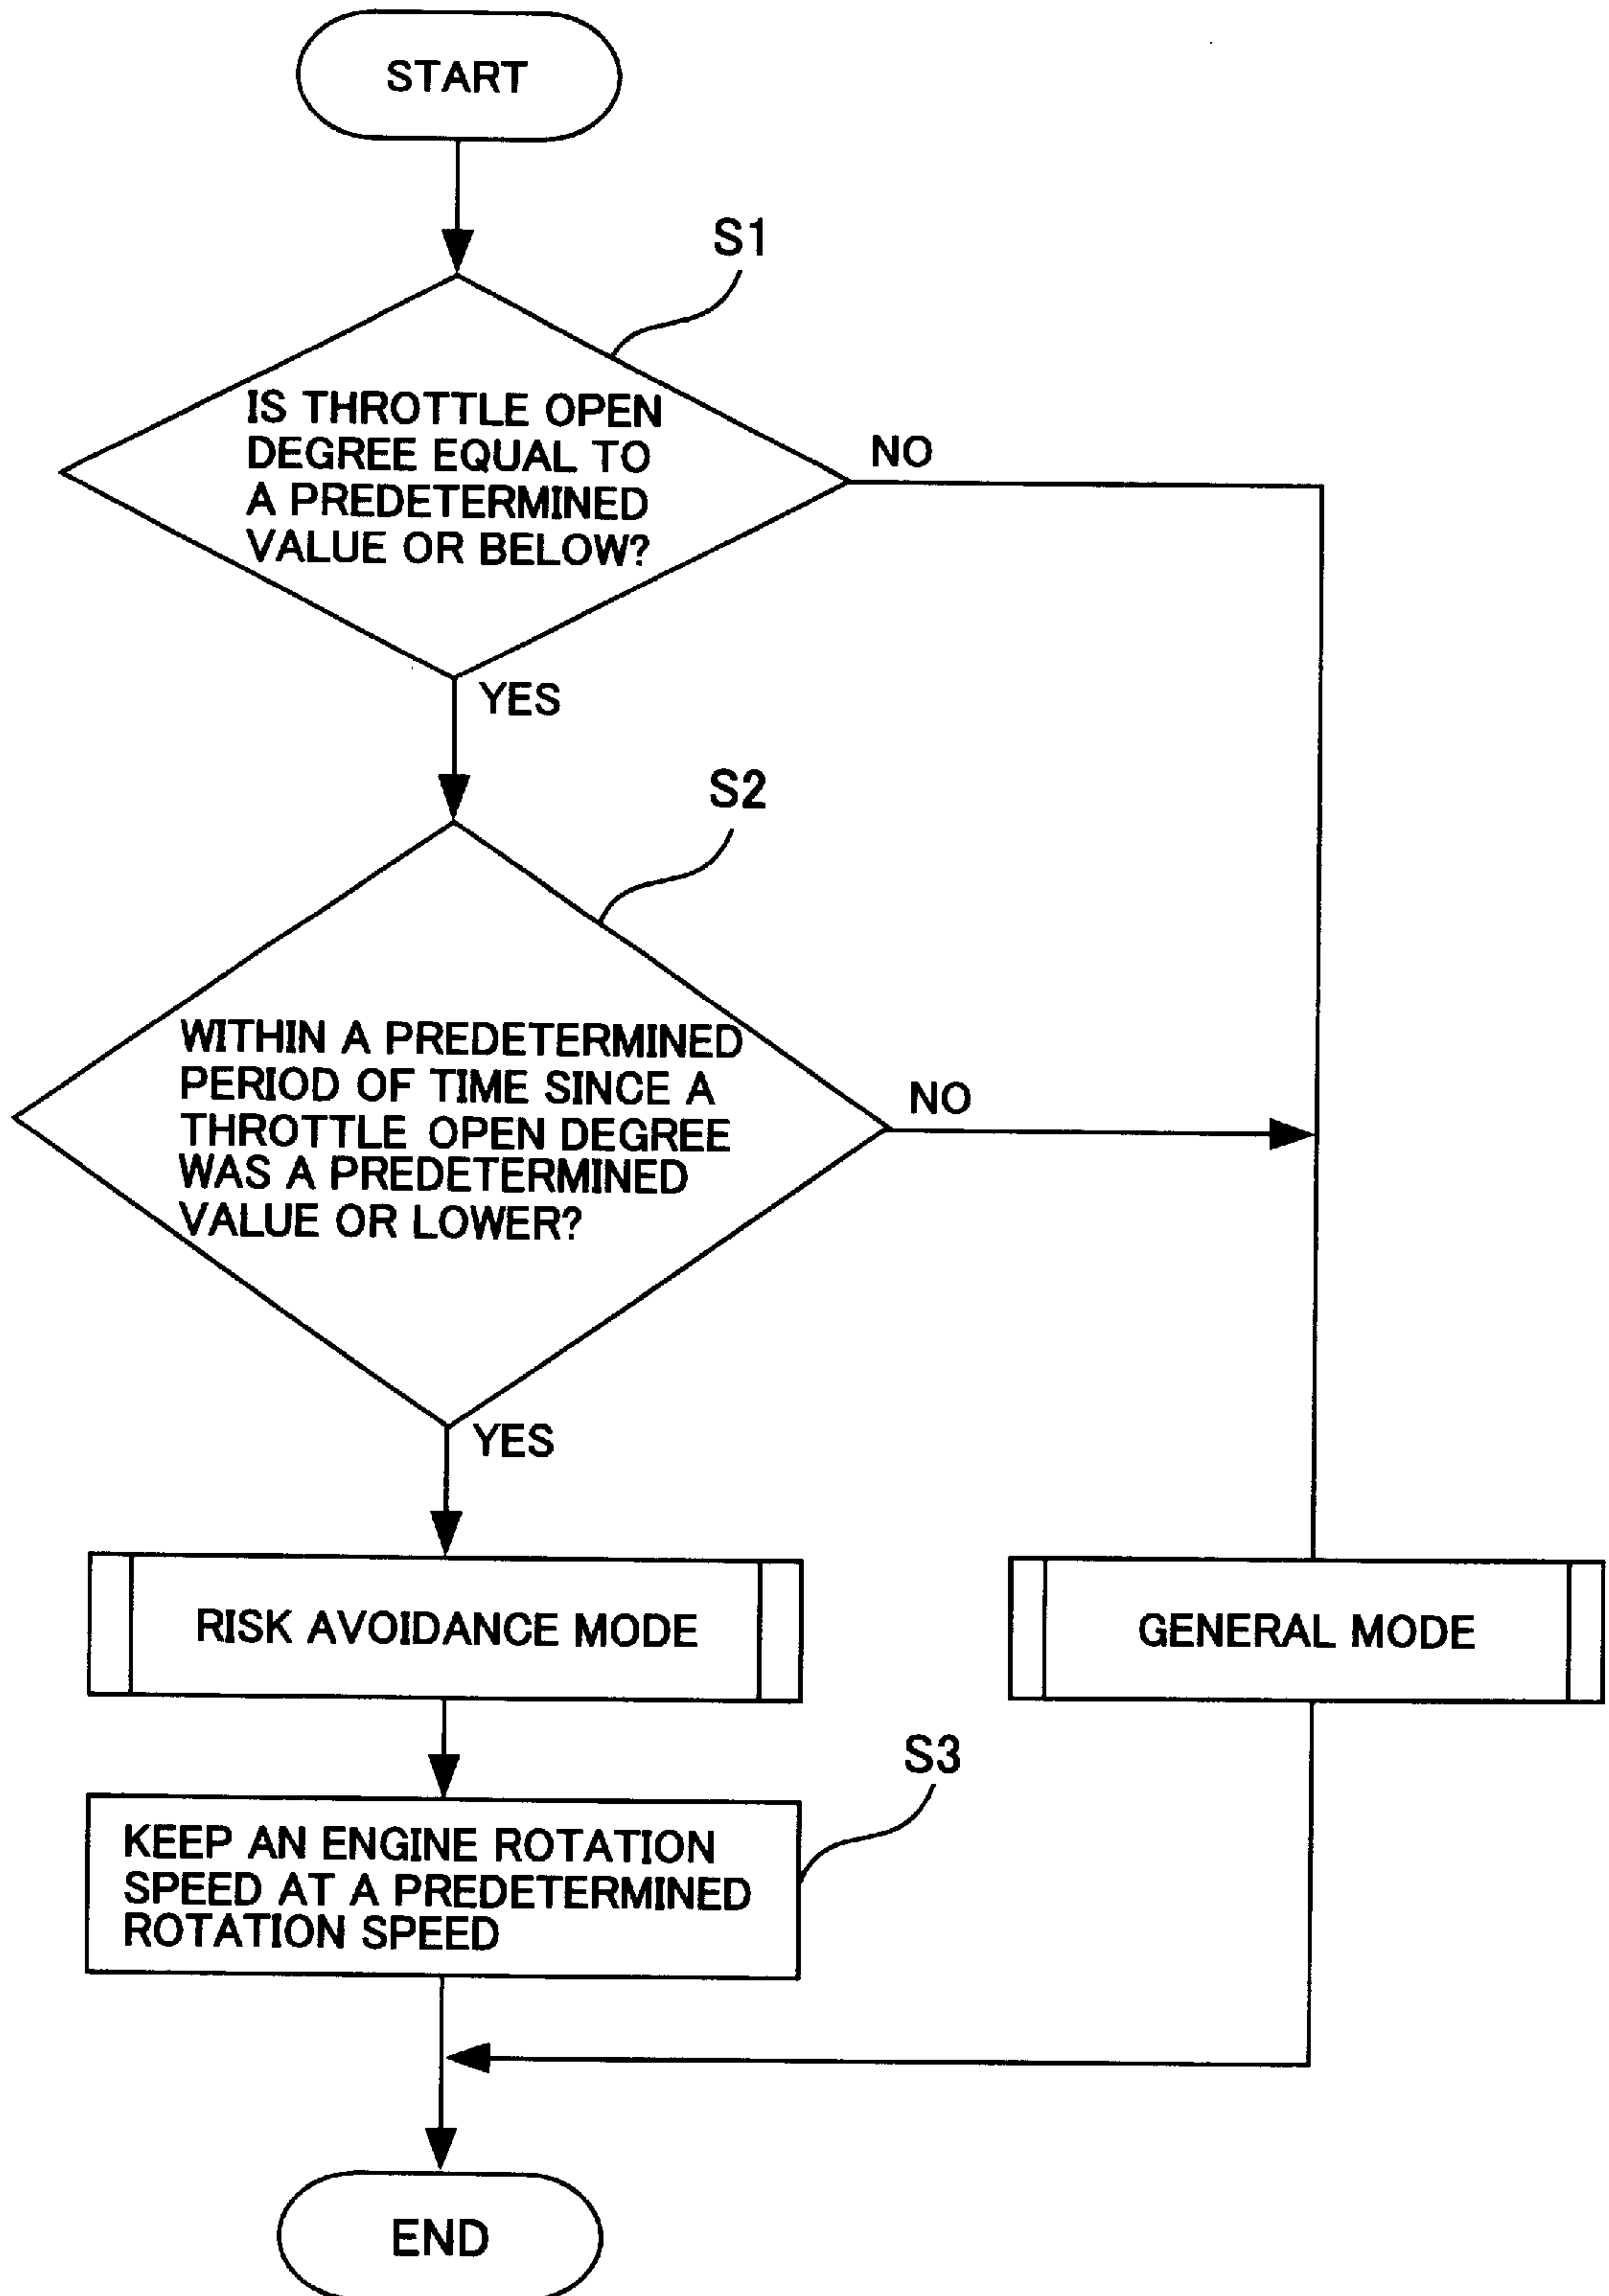 START
S1
IS THROTTLE OPEN
DEGREE EQUAL TO
A PREDETERMINED
VALUE OR BELOW?
NO
YES
S2
WITHIN A PREDETERMINED
PERIOD OF TIME SINCE A
THROTTLE OPEN DEGREE
WAS A PREDETERMINED
VALUE OR LOWER?
NO
YES
RISK AVOIDANCE MODE
GENERAL MODE
S3
KEEP AN ENGINE ROTATION
SPEED AT A PREDETERMINED
ROTATION SPEED
END